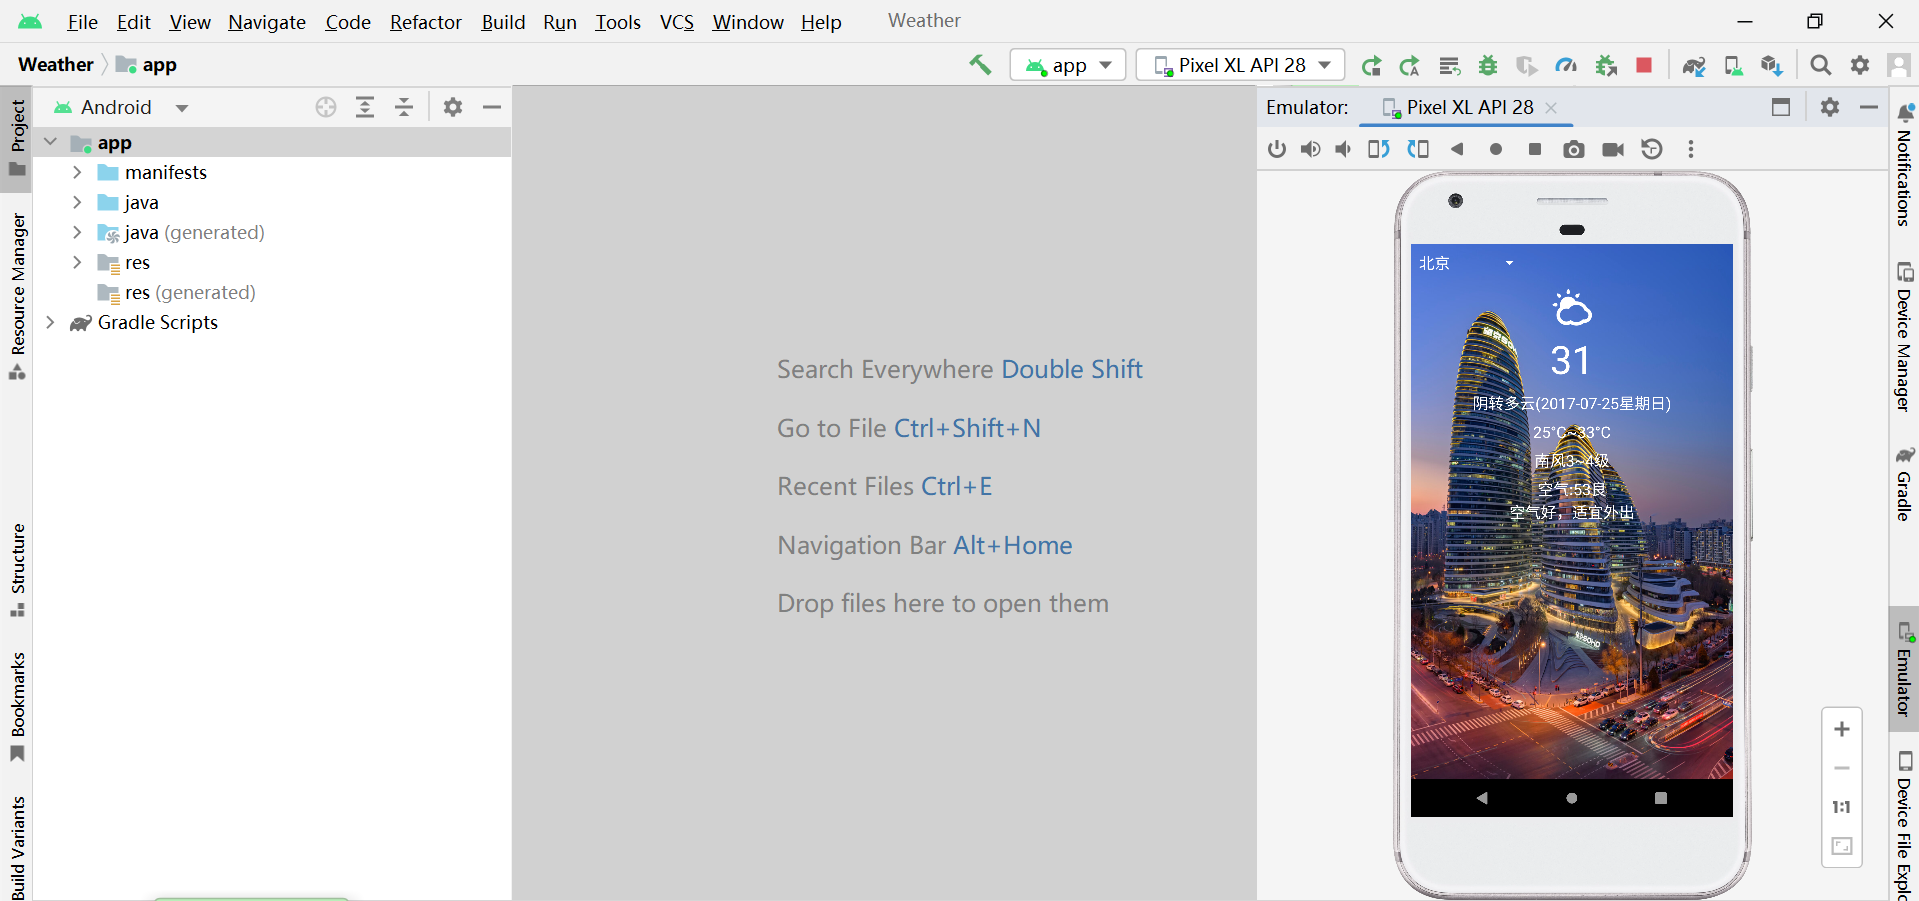 File Edit View Navigate Code Refactor Build Run Tools VCS Window Help Weather
Weather app
app
Pixel XL API 28
Project
Resource Manager
Structure
Bookmarks
Build Variants
Android
app
manifests
java
java (generated)
res
res (generated)
Gradle Scripts
Search Everywhere Double Shift
Go to File Ctrl+Shift+N
Recent Files Ctrl+E
Navigation Bar Alt+Home
Drop files here to open them
Emulator: Pixel XL API 28
北京
31
阴转多云(2017-07-25星期日)
25°C~33°C
南风3~4级
空气:53良
空气好，适宜外出
1:1
Notifications
Device Manager
Gradle
Emulator
Device File Explo